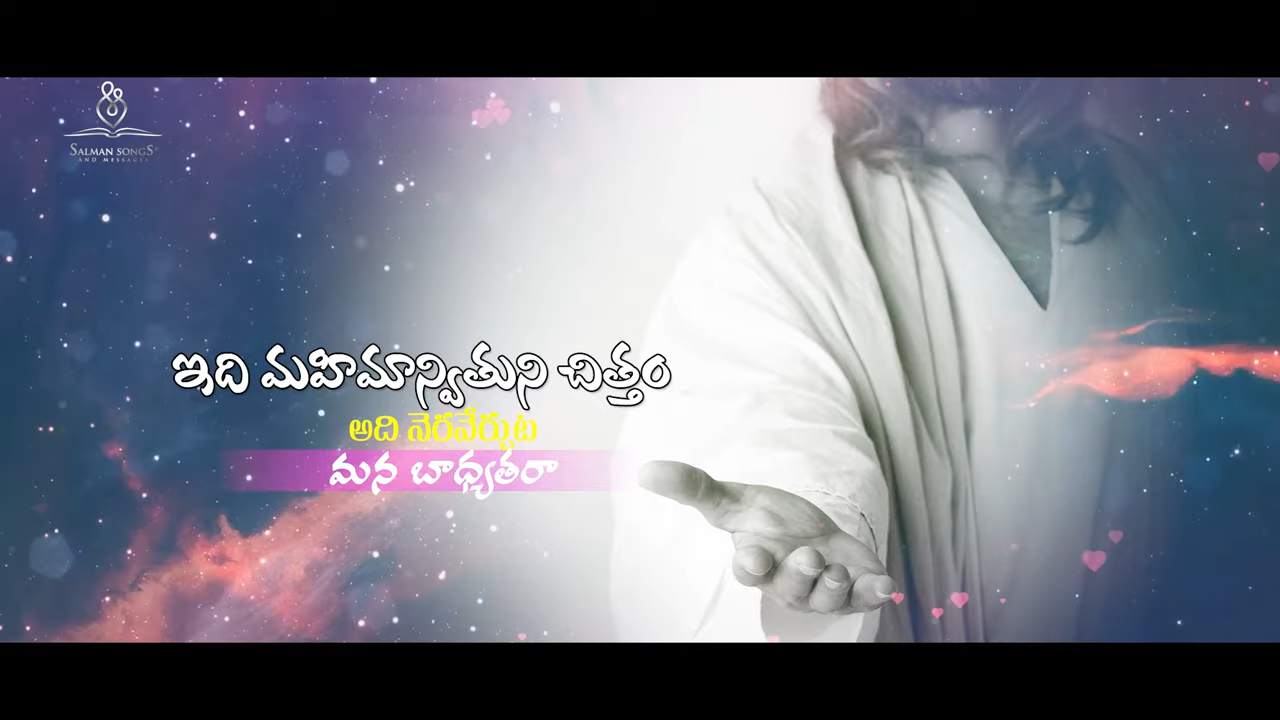 SALMAN SONGS®
AND MESSAGES
ఇది మహిమాన్వితుని చిత్తం
అది నెరవేర్చుట
మన బాధ్యతరా